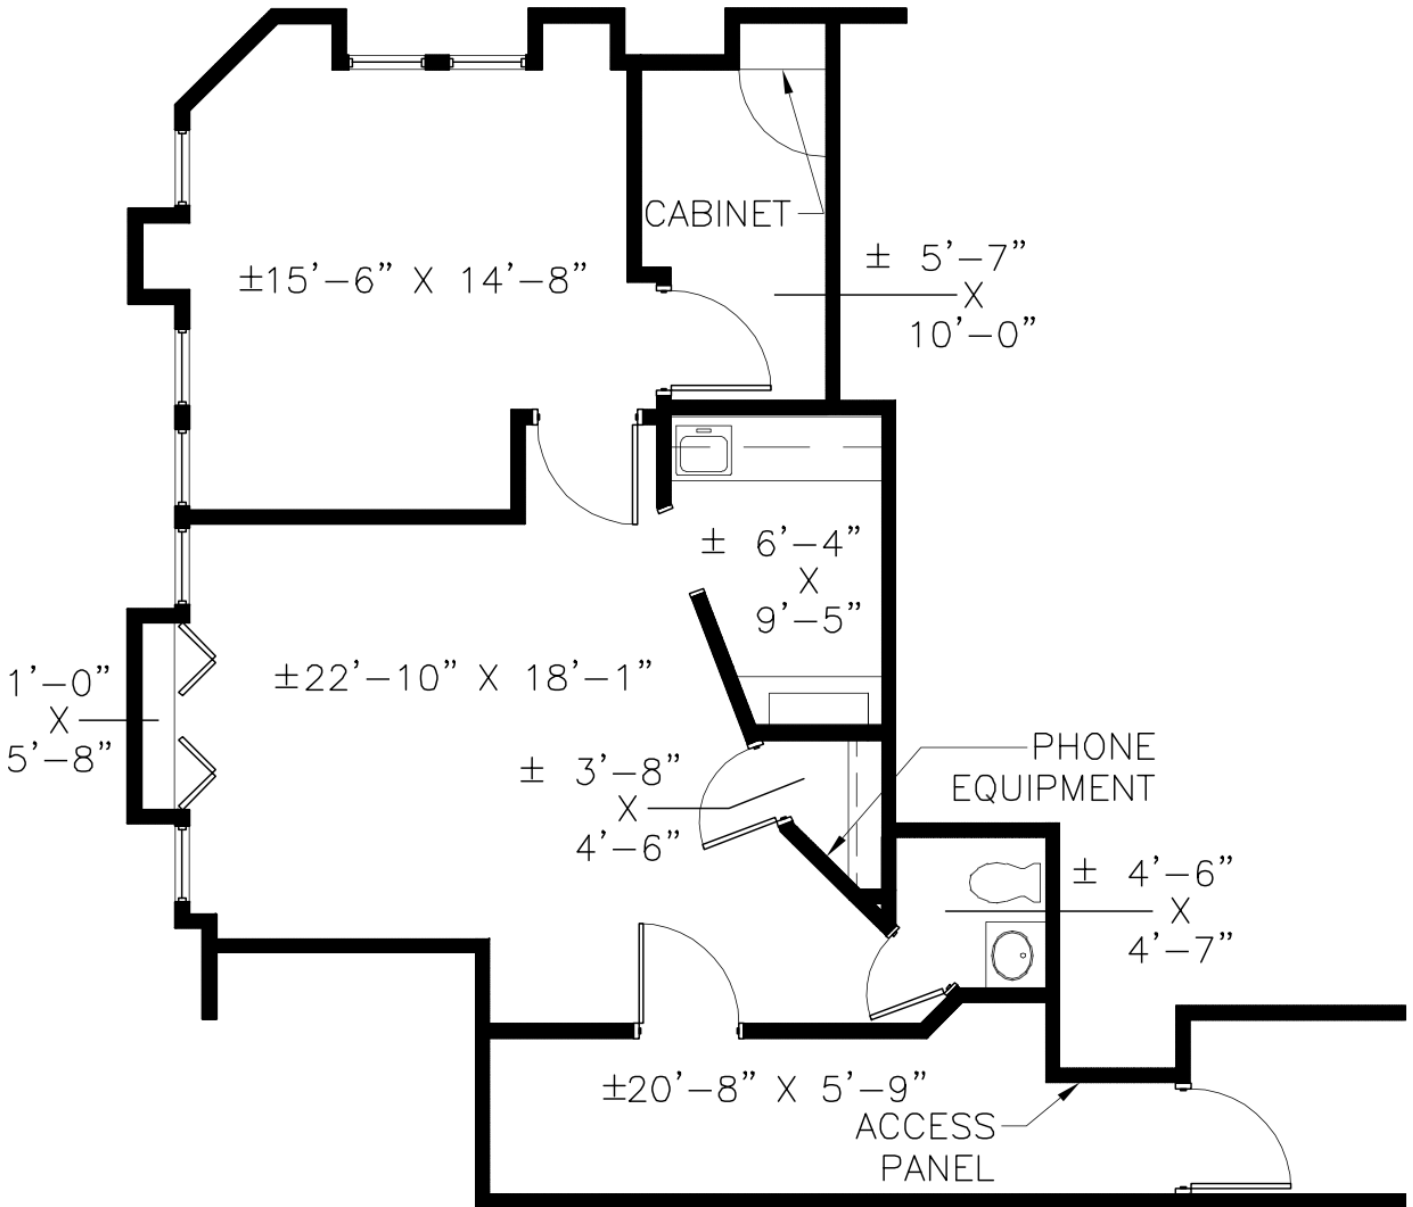 CABINET
± 5'-7"
X
10'-0"
±15'-6" X 14'-8"
± 6'-4"
X
9'-5"
±22'-10" X 18'-1"
1'-0"
X
5'-8"
± 3'-8"
X
4'-6"
PHONE
EQUIPMENT
± 4'-6"
X
4'-7"
±20'-8" X 5'-9"
ACCESS
PANEL